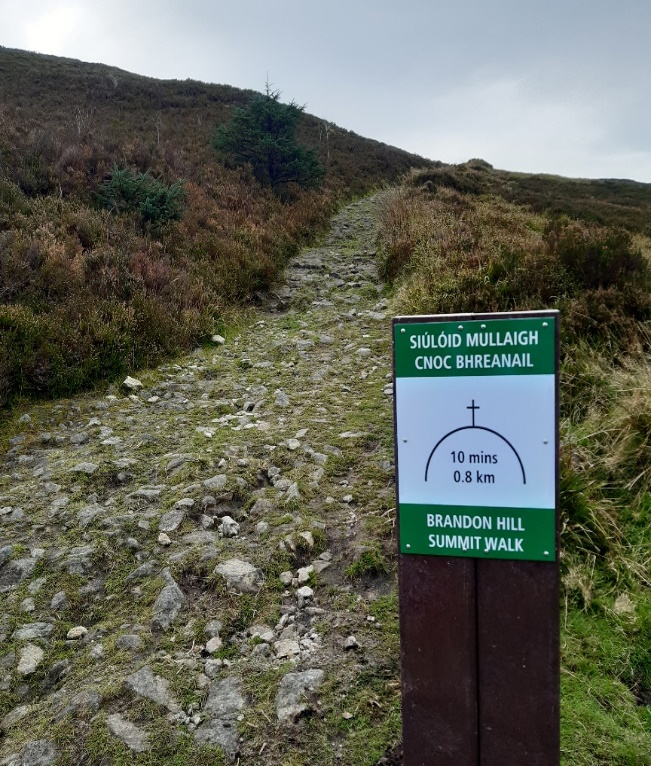 SIÚLÓID MULLAIGH
CNOC BHREANAIL
10 mins
0.8 km
BRANDON HILL
SUMMIT WALK